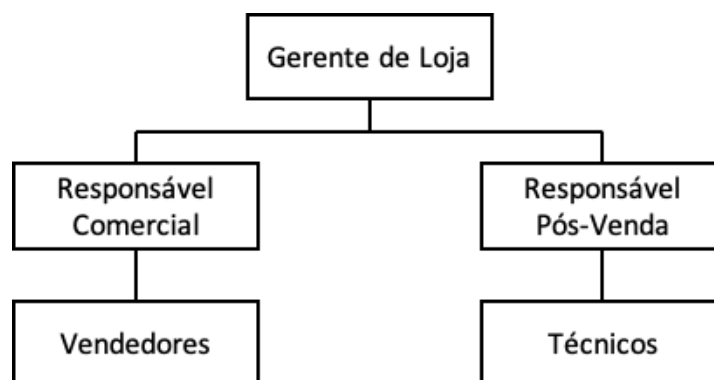 Gerente de Loja
Responsável
Comercial
Responsável
Pós-Venda
Vendedores
Técnicos